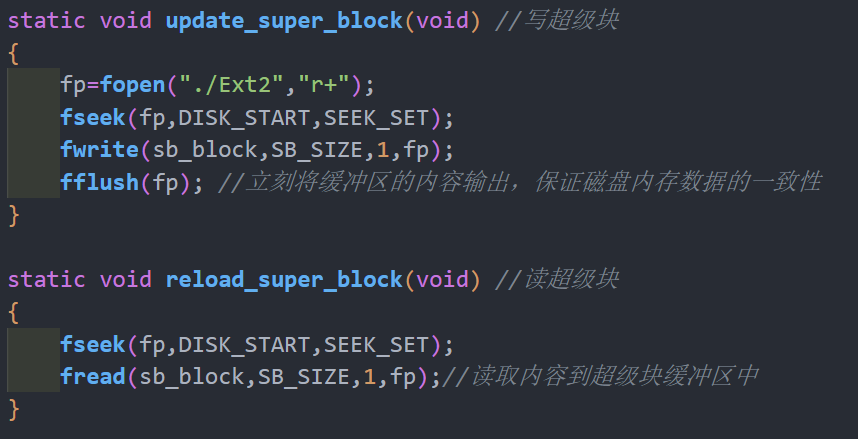 static void update_super_block(void) //写超级块
{
    fp=fopen("./Ext2","r+");
    fseek(fp,DISK_START,SEEK_SET);
    fwrite(sb_block,SB_SIZE,1,fp);
    fflush(fp); //立刻将缓冲区的内容输出，保证磁盘内存数据的一致性
}

static void reload_super_block(void) //读超级块
{
    fseek(fp,DISK_START,SEEK_SET);
    fread(sb_block,SB_SIZE,1,fp);//读取内容到超级块缓冲区中
}